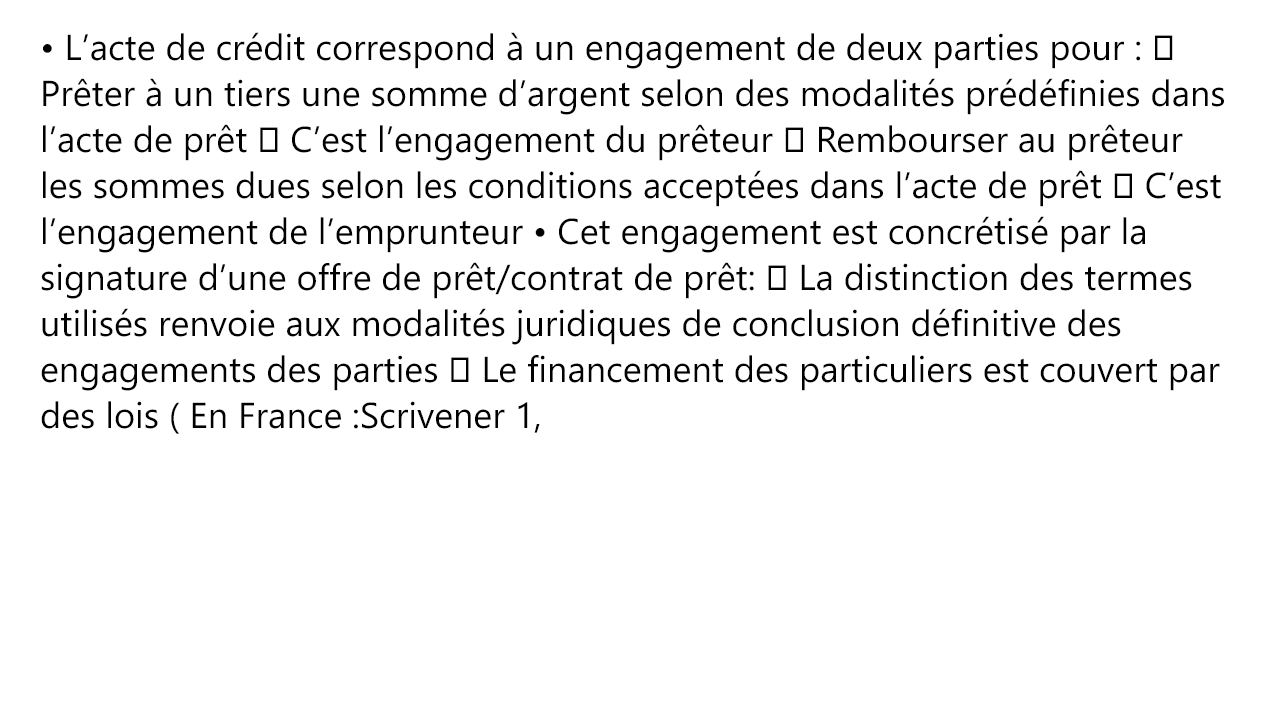 • L’acte de crédit correspond à un engagement de deux parties pour : 
Prêter à un tiers une somme d’argent selon des modalités prédéfinies dans
l’acte de prêt  C’est l’engagement du prêteur  Rembourser au prêteur
les sommes dues selon les conditions acceptées dans l’acte de prêt  C’est
l’engagement de l’emprunteur • Cet engagement est concrétisé par la
signature d’une offre de prêt/contrat de prêt:  La distinction des termes
utilisés renvoie aux modalités juridiques de conclusion définitive des
engagements des parties  Le financement des particuliers est couvert par
des lois ( En France :Scrivener 1,